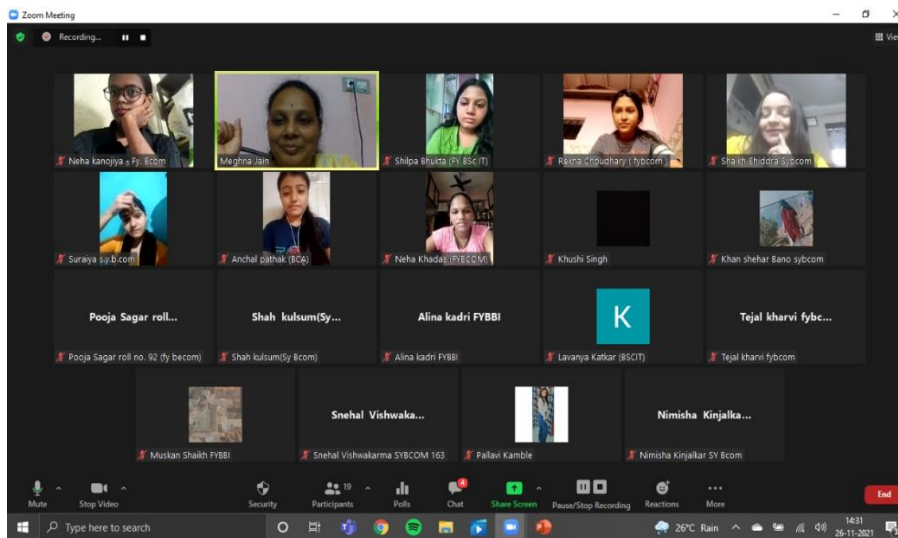 Zoom Meeting
Recording...
View
Neha kanojiya - Fy. Bcom
Meghna Jain
Shilpa Bhukta (FY BSc IT)
Rekha Choudhary ( fybcom )
Shaikh Shiddra Sybcom
Suraiya s.y.b.com
Anchal pathak (BCA)
Neha Khadas (FYBCOM)
Khushi Singh
Khan shehar Bano sybcom
Pooja Sagar roll...
Shah kulsum(Sy...
Alina kadri FYBBI
K
Tejal kharvi fybc...
Pooja Sagar roll no. 92 (fy becom)
Shah kulsum(Sy Bcom)
Alina kadri FYBBI
Lavanya Katkar (BSCIT)
Tejal kharvi fybcom
Snehal Vishwaka...
Nimisha Kinjalka...
Muskan Shaikh FYBBI
Snehal Vishwakarma SYBCOM 163
Pallavi Kamble
Nimisha Kinjalkar SY Bcom
19
4
Mute
Stop Video
Security
Participants
Polls
Chat
Share Screen
Pause/Stop Recording
Reactions
More
End
Type here to search
26°C Rain
14:31
26-11-2021